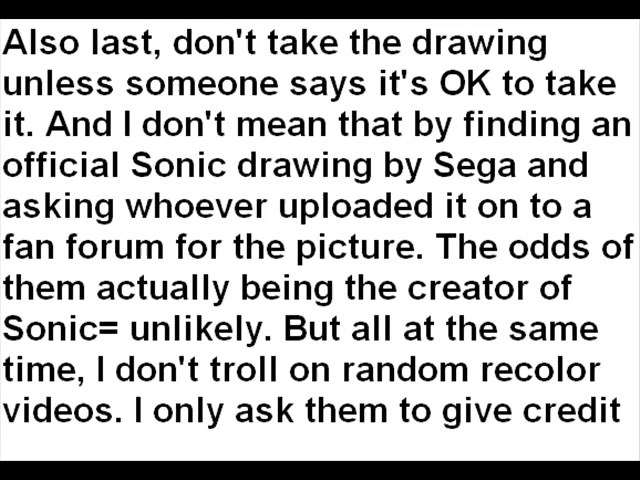 Also last, don't take the drawing
unless someone says it's OK to take
it. And I don't mean that by finding an
official Sonic drawing by Sega and
asking whoever uploaded it on to a
fan forum for the picture. The odds of
them actually being the creator of
Sonic= unlikely. But all at the same
time, I don't troll on random recolor
videos. I only ask them to give credit